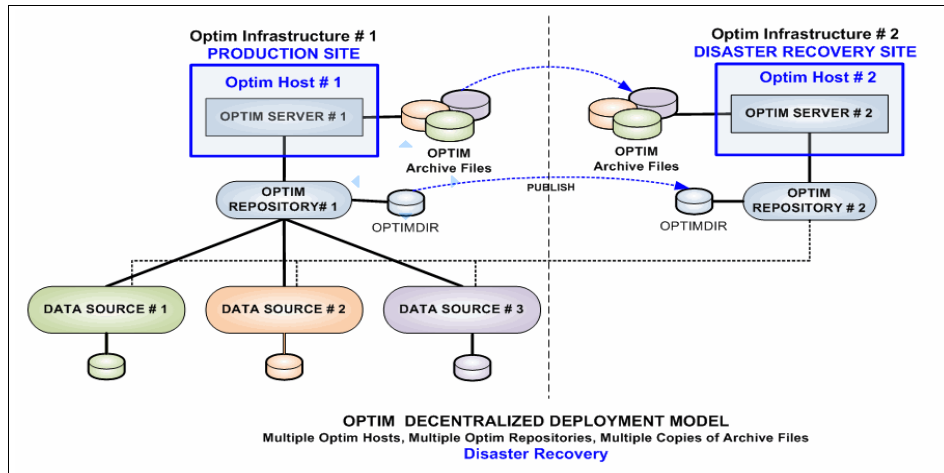 Optim Infrastructure # 1
PRODUCTION SITE
Optim Host # 1
OPTIM SERVER # 1
OPTIM
Archive Files
OPTIM
REPOSITORY# 1
OPTIMDIR
Optim Infrastructure # 2
DISASTER RECOVERY SITE
Optim Host # 2
OPTIM SERVER # 2
OPTIM
Archive Files
PUBLISH
OPTIM
REPOSITORY # 2
OPTIMDIR
DATA SOURCE # 1
DATA SOURCE # 2
DATA SOURCE # 3
OPTIM DECENTRALIZED DEPLOYMENT MODEL
Multiple Optim Hosts, Multiple Optim Repositories, Multiple Copies of Archive Files
Disaster Recovery